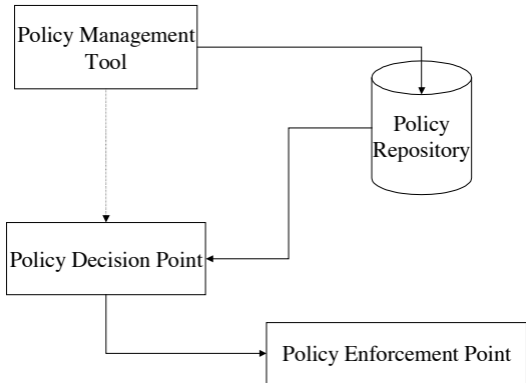 Policy Management
Tool
Policy
Repository
Policy Decision Point
Policy Enforcement Point